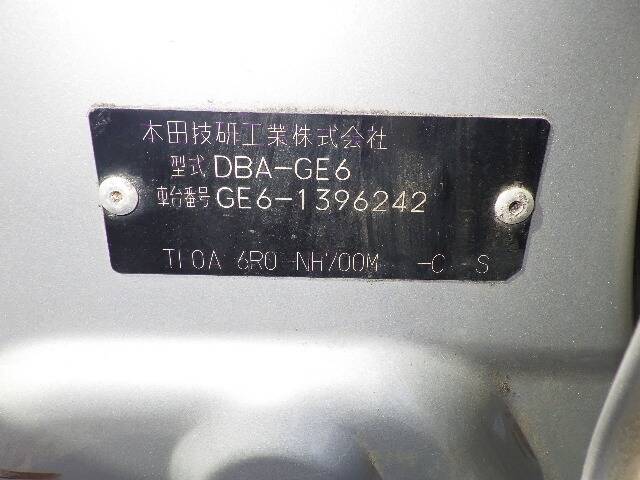 本田技研工業株式会社
型式 DBA-GE6
車台番号 GE6-1396242
TLOA 6R0 NH700M -C S